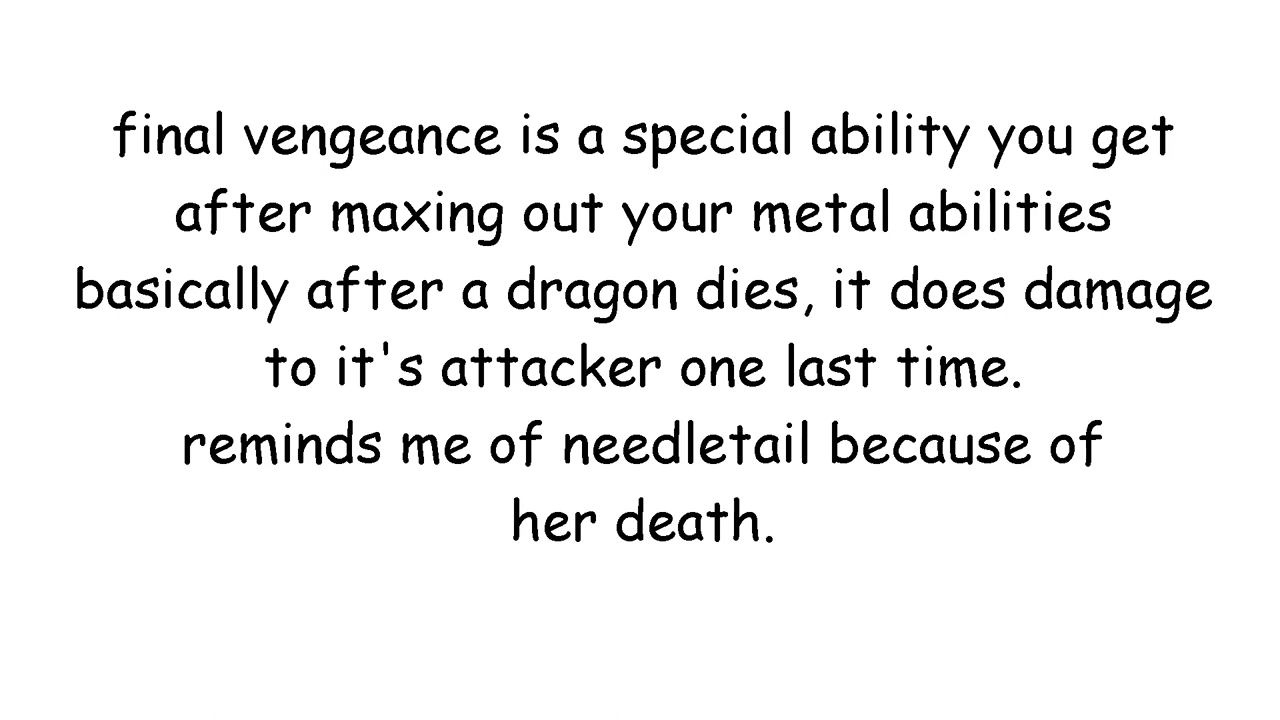 final vengeance is a special ability you get
after maxing out your metal abilities
basically after a dragon dies, it does damage
to it's attacker one last time.
reminds me of needletail because of
her death.